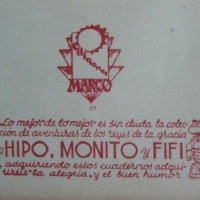 MARCO
Lo mejor de lo mejor es sin duda la colec
ción de aventuras de los reyes de la gracia
HIPO, MONITO y FIFI
adquiriendo estos cuadernos adqui
la alegría, y el buen humor